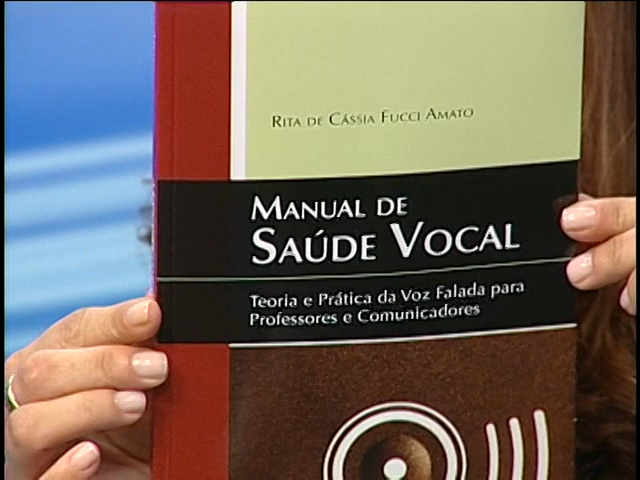 Rita de Cássia Fucci Amato
Manual de
Saúde Vocal
Teoria e Prática da Voz Falada para
Professores e Comunicadores